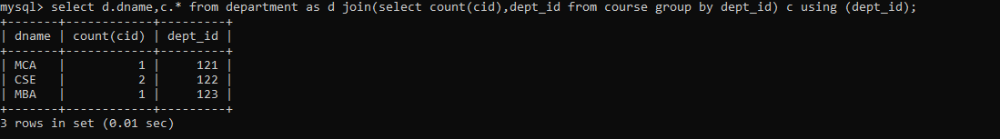 mysql> select d.dname,c.* from department as d join(select count(cid),dept_id from course group by dept_id) c using (dept_id);
+-------+------------+---------+
| dname | count(cid) | dept_id |
+-------+------------+---------+
| MCA   |          1 |     121 |
| CSE   |          2 |     122 |
| MBA   |          1 |     123 |
+-------+------------+---------+
3 rows in set (0.01 sec)